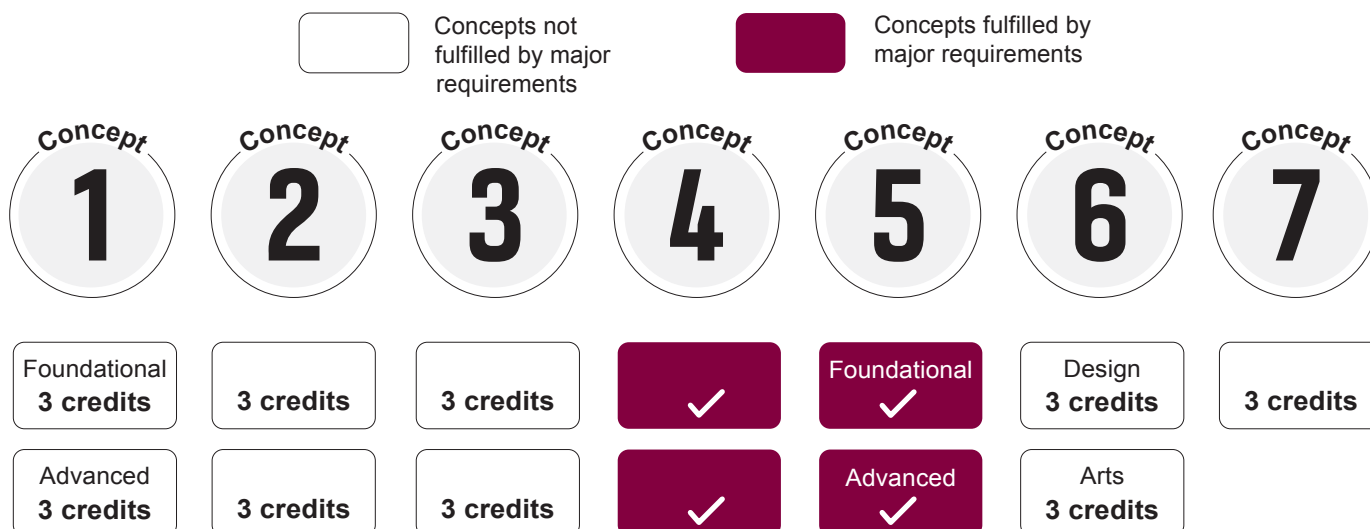 Concepts not
fulfilled by major
requirements
Concepts fulfilled by
major requirements
Concept
1
Concept
2
Concept
3
Concept
4
Concept
5
Concept
6
Concept
7
Foundational
3 credits
3 credits
3 credits
✓
Foundational
✓
Design
3 credits
3 credits
Advanced
3 credits
3 credits
3 credits
✓
Advanced
✓
Arts
3 credits